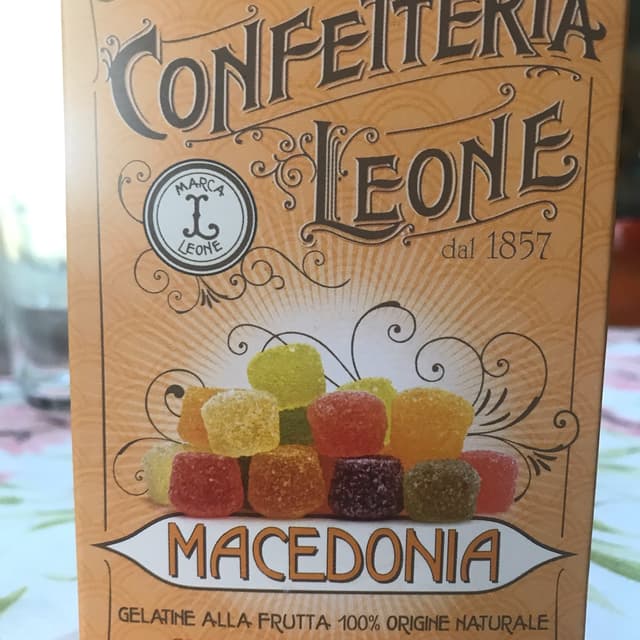 CONFETTERIA
LEONE
MARCA
L
LEONE
dal 1857
MACEDONIA
GELATINE ALLA FRUTTA 100% ORIGINE NATURALE